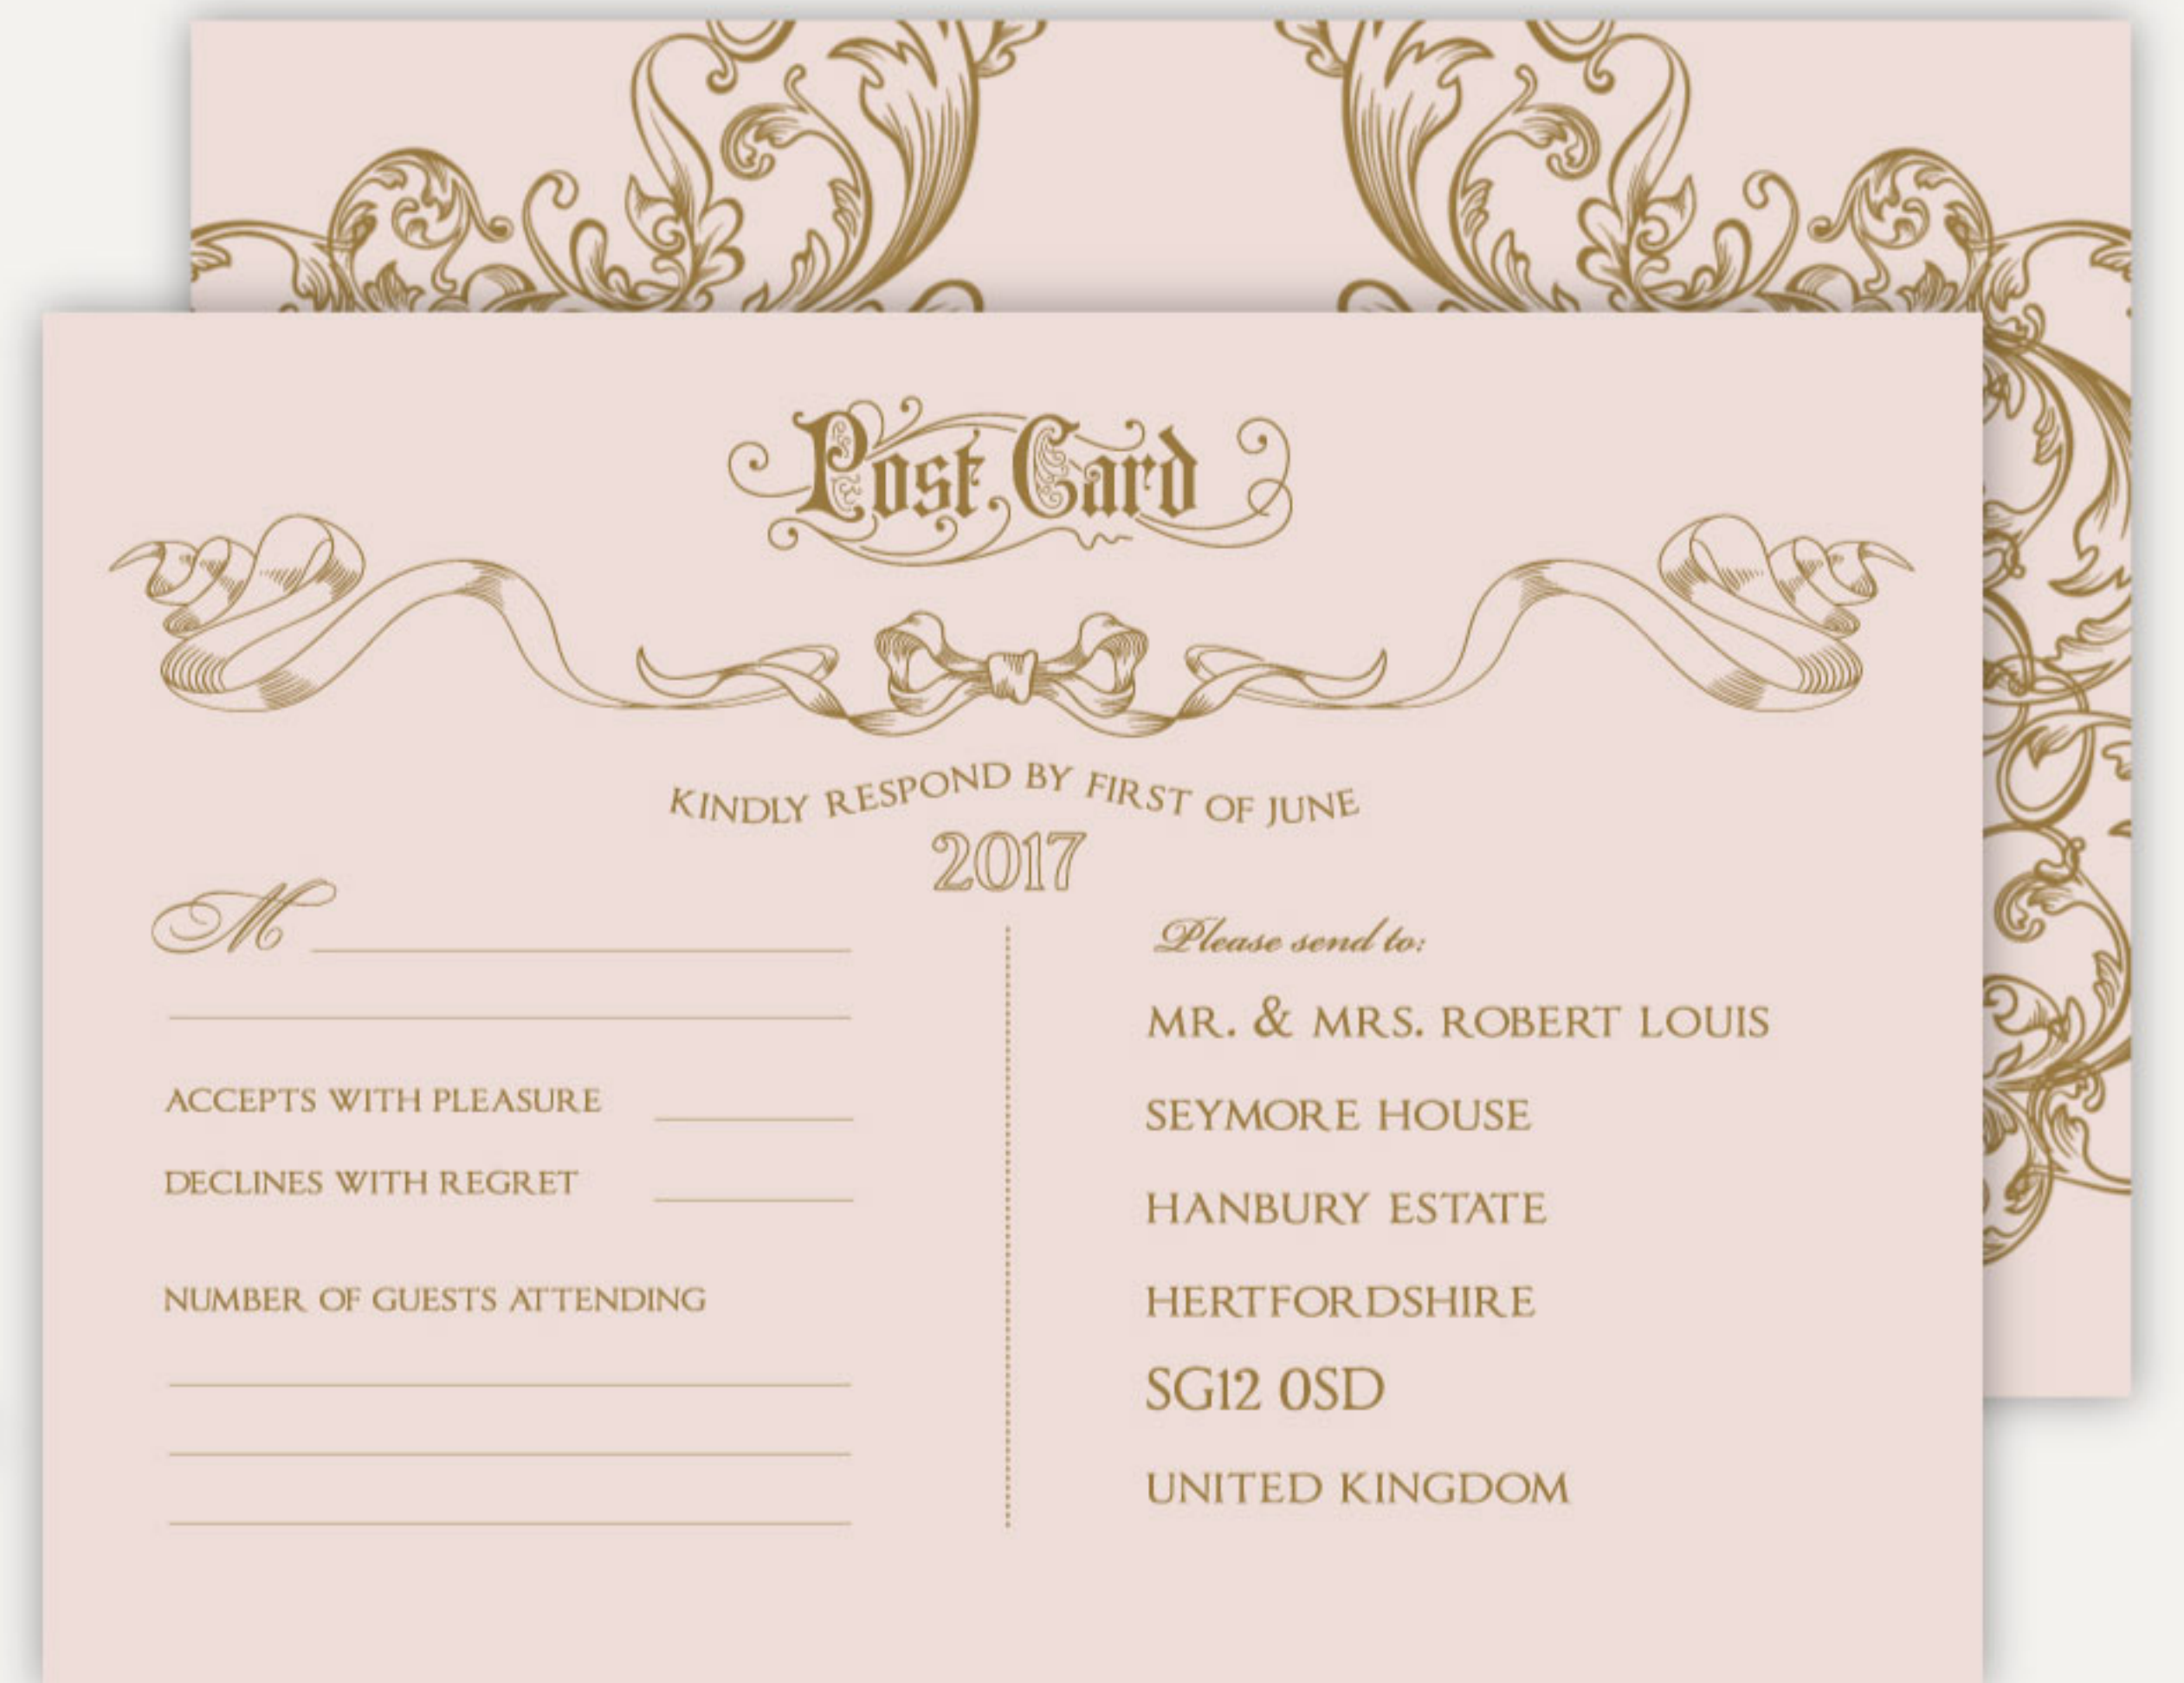 Post Card
KINDLY RESPOND BY FIRST OF JUNE
2017
M
ACCEPTS WITH PLEASURE
DECLINES WITH REGRET
NUMBER OF GUESTS ATTENDING
Please send to:
MR. & MRS. ROBERT LOUIS
SEYMORE HOUSE
HANBURY ESTATE
HERTFORDSHIRE
SG12 0SD
UNITED KINGDOM